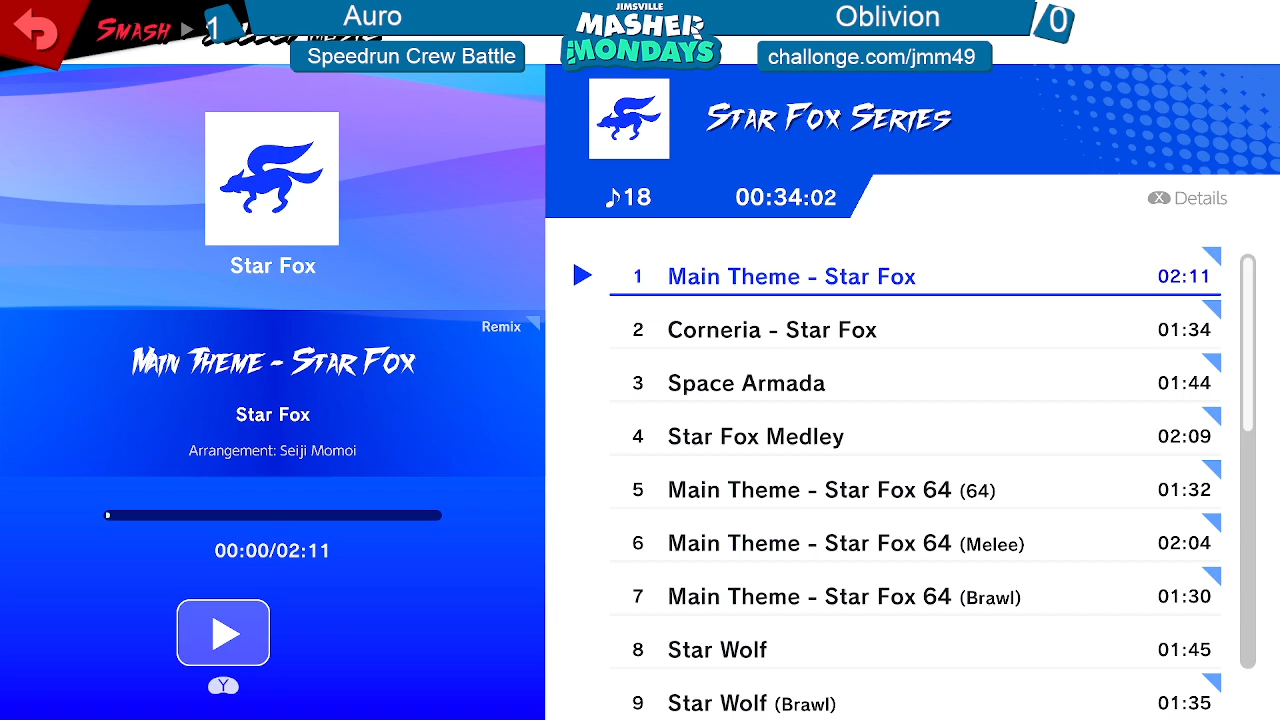 Smash
1
Auro
JIMSVILLE
MASHER
MONDAYS
Oblivion
0
Speedrun Crew Battle
challonge.com/jmm49
Star Fox
Remix
Main Theme - Star Fox
Star Fox
Arrangement: Seiji Momoi
00:00/02:11
Y
Star Fox Series
♪18
00:34:02
X Details
1 Main Theme - Star Fox 02:11
2 Corneria - Star Fox 01:34
3 Space Armada 01:44
4 Star Fox Medley 02:09
5 Main Theme - Star Fox 64 (64) 01:32
6 Main Theme - Star Fox 64 (Melee) 02:04
7 Main Theme - Star Fox 64 (Brawl) 01:30
8 Star Wolf 01:45
9 Star Wolf (Brawl) 01:35